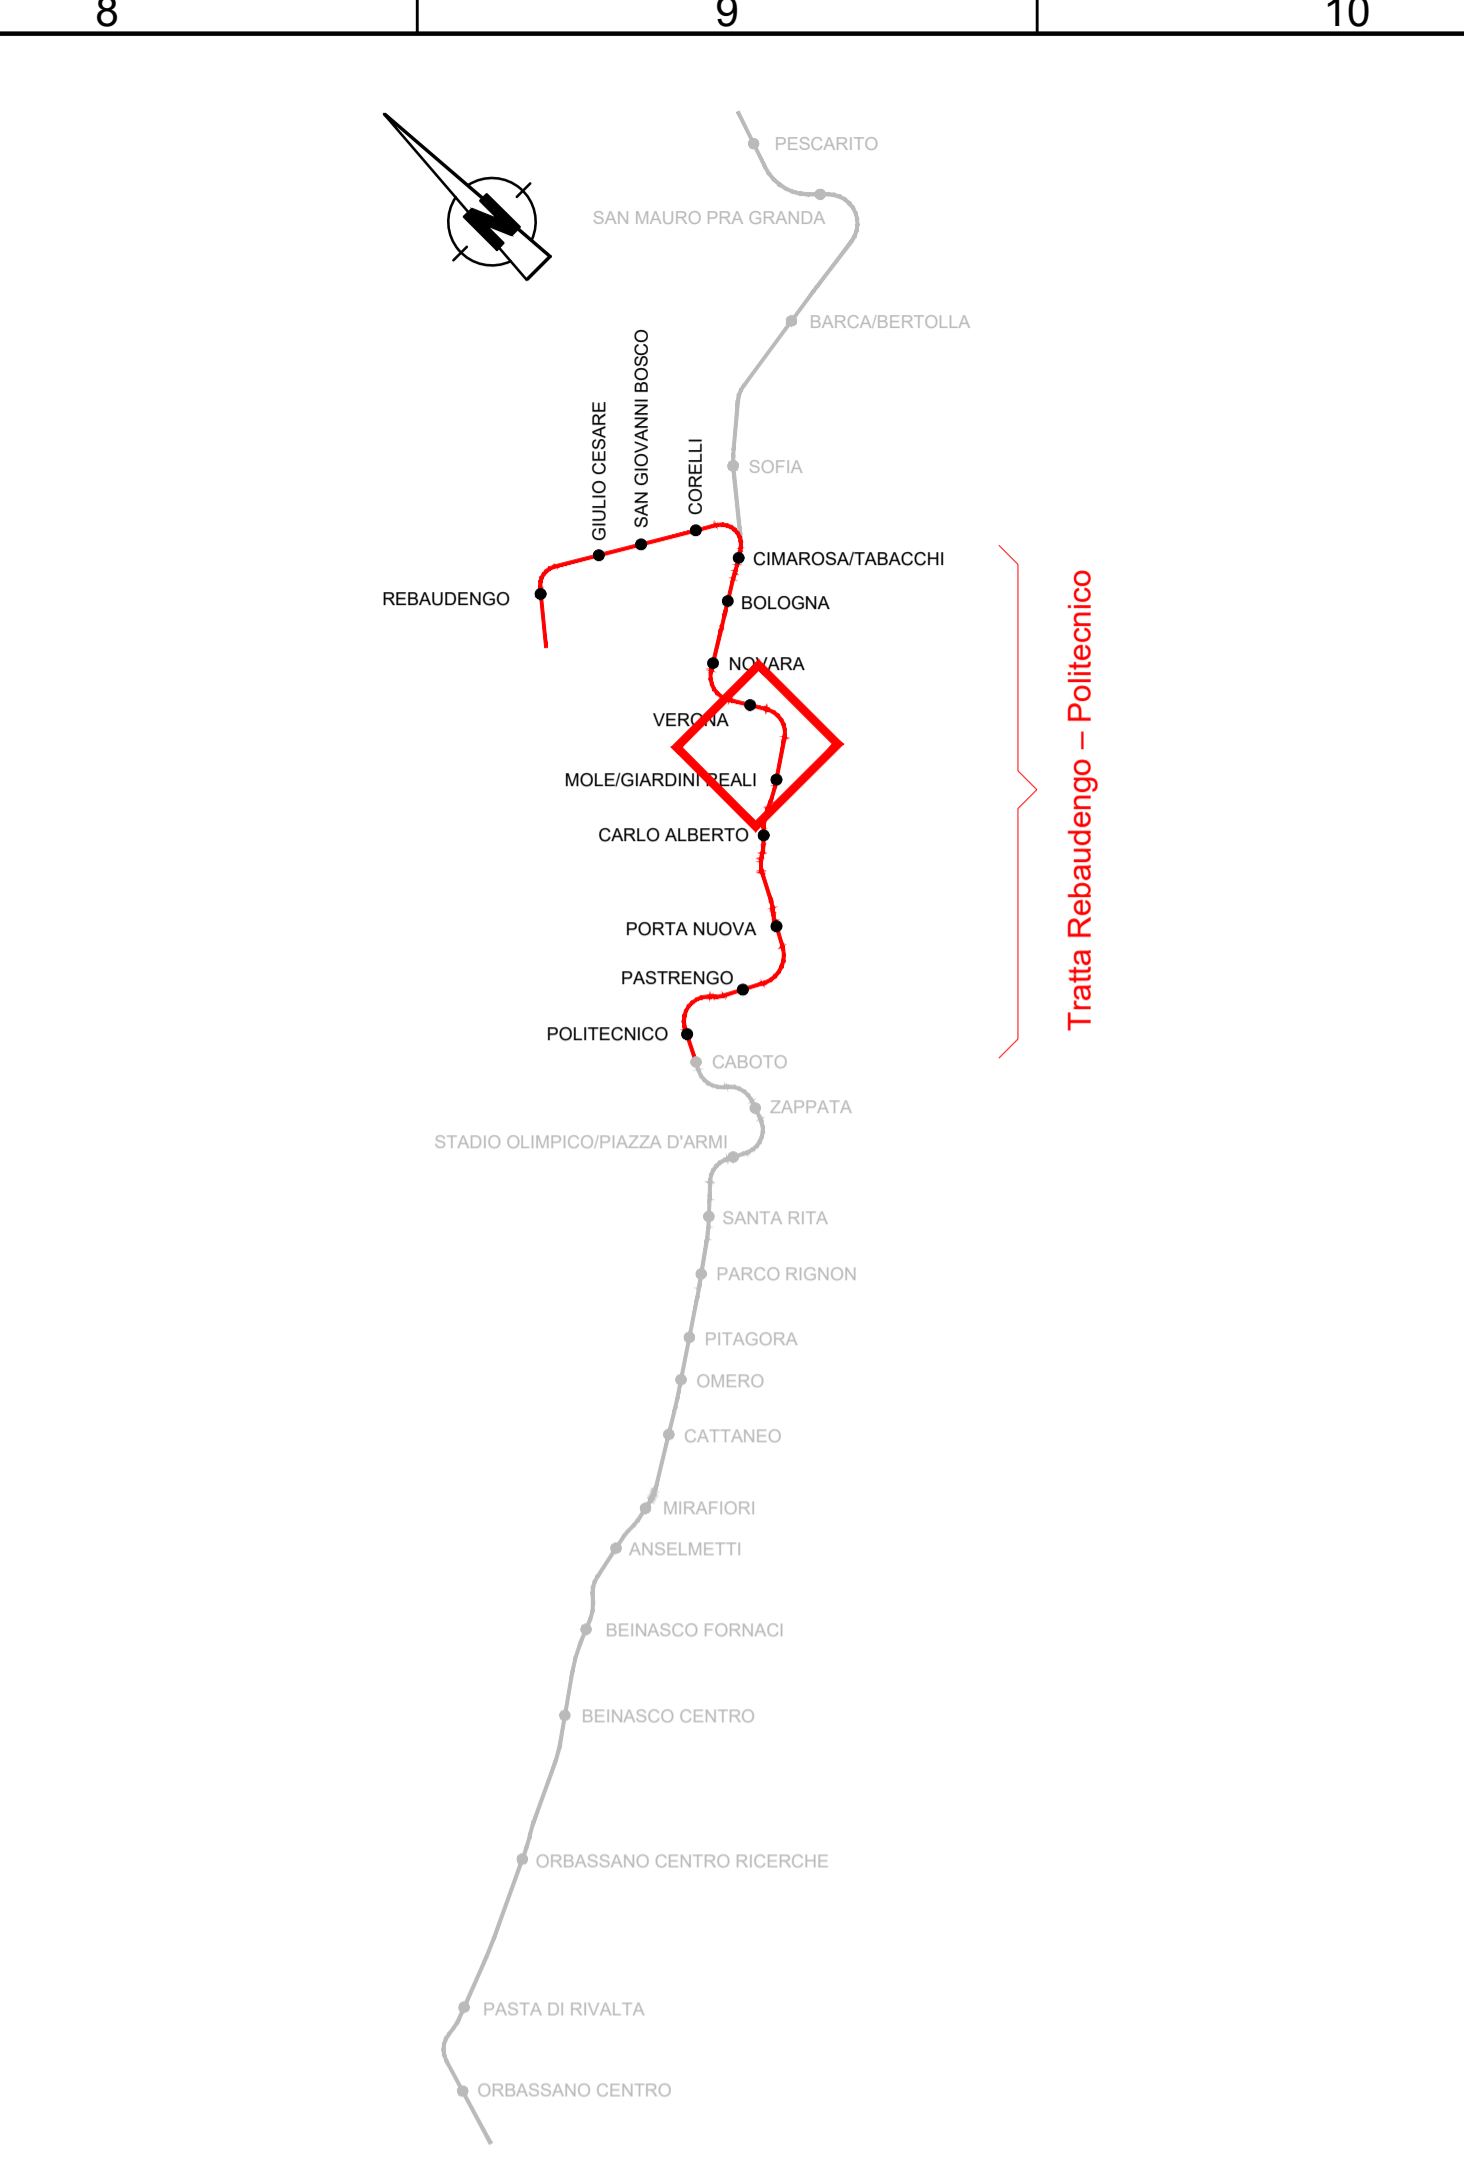 8
9
10
N
PESCARITO
SAN MAURO PRA GRANDA
BARCA/BERTOLLA
SOFIA
GIULIO CESARE
SAN GIOVANNI BOSCO
CORELLI
CIMAROSA/TABACCHI
REBAUDENGO
BOLOGNA
NOVARA
VERONA
MOLE/GIARDINI REALI
CARLO ALBERTO
PORTA NUOVA
PASTRENGO
POLITECNICO
Tratta Rebaudengo – Politecnico
CABOTO
ZAPPATA
STADIO OLIMPICO/PIAZZA D'ARMI
SANTA RITA
PARCO RIGNON
PITAGORA
OMERO
CATTANEO
MIRAFIORI
ANSELMETTI
BEINASCO FORNACI
BEINASCO CENTRO
ORBASSANO CENTRO RICERCHE
PASTA DI RIVALTA
ORBASSANO CENTRO